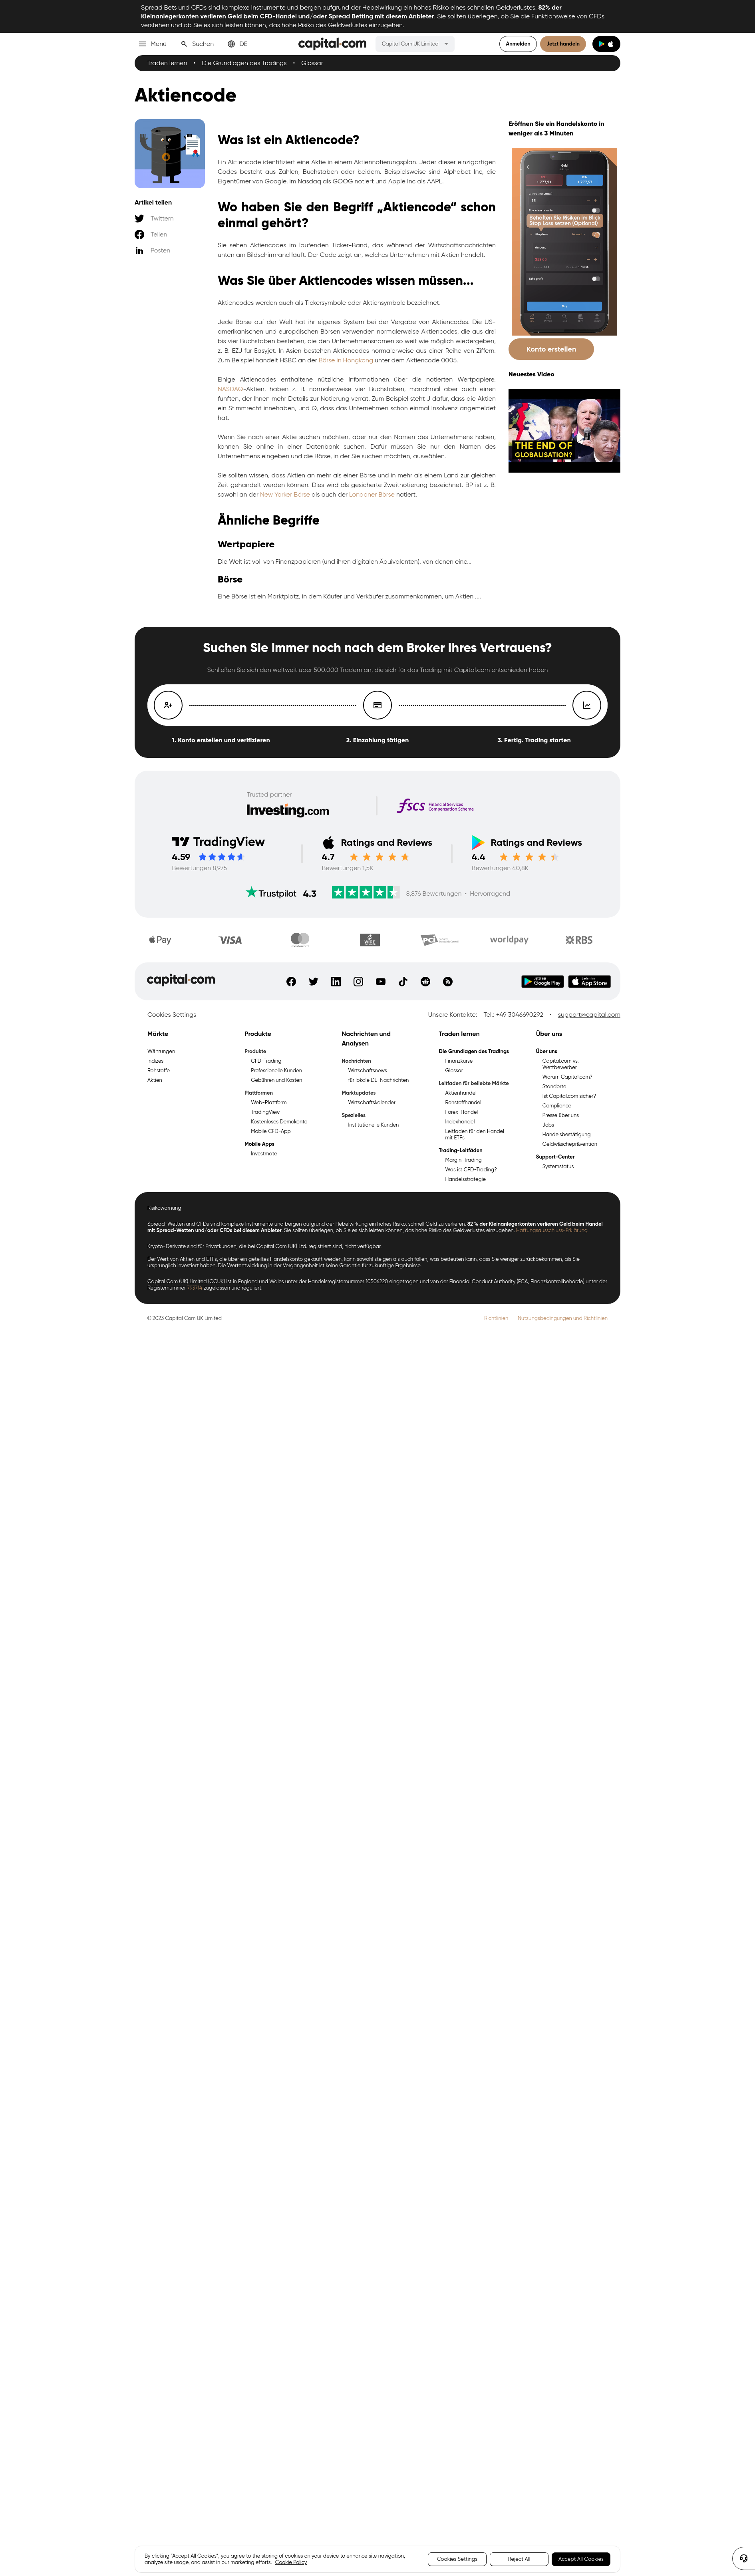 Spread Bets und CFDs sind komplexe Instrumente und bergen aufgrund der Hebelwirkung ein hohes Risiko eines schnellen Geldverlustes. 82% der
Kleinanlegerkonten verlieren Geld beim CFD-Handel und/oder Spread Betting mit diesem Anbieter. Sie sollten überlegen, ob Sie die Funktionsweise von CFDs
verstehen und ob Sie es sich leisten können, das hohe Risiko des Geldverlustes einzugehen.
Menü
Suchen
DE
capital.com
Capital Com UK Limited
Anmelden
Jetzt handeln
Traden lernen • Die Grundlagen des Tradings • Glossar
Aktiencode
Artikel teilen
Twittern
Teilen
Posten
Was ist ein Aktiencode?
Ein Aktiencode identifiziert eine Aktie in einem Aktiennotierungsplan. Jeder dieser einzigartigen
Codes besteht aus Zahlen, Buchstaben oder beidem. Beispielsweise sind Alphabet Inc, die
Eigentümer von Google, im Nasdaq als GOOG notiert und Apple Inc als AAPL.
Wo haben Sie den Begriff „Aktiencode“ schon
einmal gehört?
Sie sehen Aktiencodes im laufenden Ticker-Band, das während der Wirtschaftsnachrichten
unten am Bildschirmrand läuft. Der Code zeigt an, welches Unternehmen mit Aktien handelt.
Was Sie über Aktiencodes wissen müssen...
Aktiencodes werden auch als Tickersymbole oder Aktiensymbole bezeichnet.
Jede Börse auf der Welt hat ihr eigenes System bei der Vergabe von Aktiencodes. Die US-
amerikanischen und europäischen Börsen verwenden normalerweise Aktiencodes, die aus drei
bis vier Buchstaben bestehen, die den Unternehmensnamen so weit wie möglich wiedergeben,
z. B. EZJ für Easyjet. In Asien bestehen Aktiencodes normalerweise aus einer Reihe von Ziffern.
Zum Beispiel handelt HSBC an der Börse in Hongkong unter dem Aktiencode 0005.
Einige Aktiencodes enthaltene nützliche Informationen über die notierten Wertpapiere.
NASDAQ-Aktien, haben z. B. normalerweise vier Buchstaben, manchmal aber auch einen
fünften, der Ihnen mehr Details zur Notierung verrät. Zum Beispiel steht J dafür, dass die Aktien
ein Stimmrecht innehaben, und Q, dass das Unternehmen schon einmal Insolvenz angemeldet
hat.
Wenn Sie nach einer Aktie suchen möchten, aber nur den Namen des Unternehmens haben,
können Sie online in einer Datenbank suchen. Dafür müssen Sie nur den Namen des
Unternehmens eingeben und die Börse, in der Sie suchen möchten, auswählen.
Sie sollten wissen, dass Aktien an mehr als einer Börse und in mehr als einem Land zur gleichen
Zeit gehandelt werden können. Dies wird als gesicherte Zweitnotierung bezeichnet. BP ist z. B.
sowohl an der New Yorker Börse als auch der Londoner Börse notiert.
Ähnliche Begriffe
Wertpapiere
Die Welt ist voll von Finanzpapieren (und ihren digitalen Äquivalenten), von denen eine...
Börse
Eine Börse ist ein Marktplatz, in dem Käufer und Verkäufer zusammenkommen, um Aktien ,...
Eröffnen Sie ein Handelskonto in
weniger als 3 Minuten
Gold
1 777,21
1 777,57
Behalten Sie Risiken im Blick
Stop Loss setzen (Optional)
Konto erstellen
Neuestes Video
THE END OF
GLOBALISATION?
Suchen Sie immer noch nach dem Broker Ihres Vertrauens?
Schließen Sie sich den weltweit über 500.000 Tradern an, die sich für das Trading mit Capital.com entschieden haben
1. Konto erstellen und verifizieren
2. Einzahlung tätigen
3. Fertig. Trading starten
Trusted partner
Investing.com
fscs Financial Services
Compensation Scheme
TradingView
4.59
Bewertungen 8,975
Ratings and Reviews
4.7
Bewertungen 1,5K
Ratings and Reviews
4.4
Bewertungen 40,8K
Trustpilot 4.3
8,876 Bewertungen • Hervorragend
Pay
VISA
mastercard
PCI
worldpay
RBS
capital.com
Google Play
App Store
Cookies Settings
Unsere Kontakte: Tel.: +49 3046690292 • support@capital.com
Märkte
Währungen
Indizes
Rohstoffe
Aktien
Produkte
Produkte
CFD-Trading
Professionelle Kunden
Gebühren und Kosten
Plattformen
Web-Plattform
TradingView
Kostenloses Demokonto
Mobile CFD-App
Mobile Apps
Investmate
Nachrichten und
Analysen
Nachrichten
Wirtschaftsnews
für lokale DE-Nachrichten
Marktupdates
Wirtschaftskalender
Spezielles
Institutionelle Kunden
Traden lernen
Die Grundlagen des Tradings
Finanzkurse
Glossar
Leitfaden für beliebte Märkte
Aktienhandel
Rohstoffhandel
Forex-Handel
Indexhandel
Leitfaden für den Handel
mit ETFs
Trading-Leitfäden
Margin-Trading
Was ist CFD-Trading?
Handelsstrategie
Über uns
Über uns
Capital.com vs.
Wettbewerber
Warum Capital.com?
Standorte
Ist Capital.com sicher?
Compliance
Presse über uns
Jobs
Handelsbestätigung
Geldwäscheprävention
Support-Center
Systemstatus
Risikowarnung
Spread-Wetten und CFDs sind komplexe Instrumente und bergen aufgrund der Hebelwirkung ein hohes Risiko, schnell Geld zu verlieren. 82 % der Kleinanlegerkonten verlieren Geld beim Handel
mit Spread-Wetten und/oder CFDs bei diesem Anbieter. Sie sollten überlegen, ob Sie es sich leisten können, das hohe Risiko des Geldverlustes einzugehen. Haftungsausschluss-Erklärung
Krypto-Derivate sind für Privatkunden, die bei Capital Com (UK) Ltd. registriert sind, nicht verfügbar.
Der Wert von Aktien und ETFs, die über ein geteiltes Handelskonto gekauft werden, kann sowohl steigen als auch fallen, was bedeuten kann, dass Sie weniger zurückbekommen, als Sie
ursprünglich investiert haben. Die Wertentwicklung in der Vergangenheit ist keine Garantie für zukünftige Ergebnisse.
Capital Com (UK) Limited (CCUK) ist in England und Wales unter der Handelsregisternummer 10506220 eingetragen und von der Financial Conduct Authority (FCA, Finanzkontrollbehörde) unter der
Registernummer 793714 zugelassen und reguliert.
© 2023 Capital Com UK Limited
Richtlinien
Nutzungsbedingungen und Richtlinien
By clicking “Accept All Cookies”, you agree to the storing of cookies on your device to enhance site navigation,
analyze site usage, and assist in our marketing efforts. Cookie Policy
Cookies Settings
Reject All
Accept All Cookies